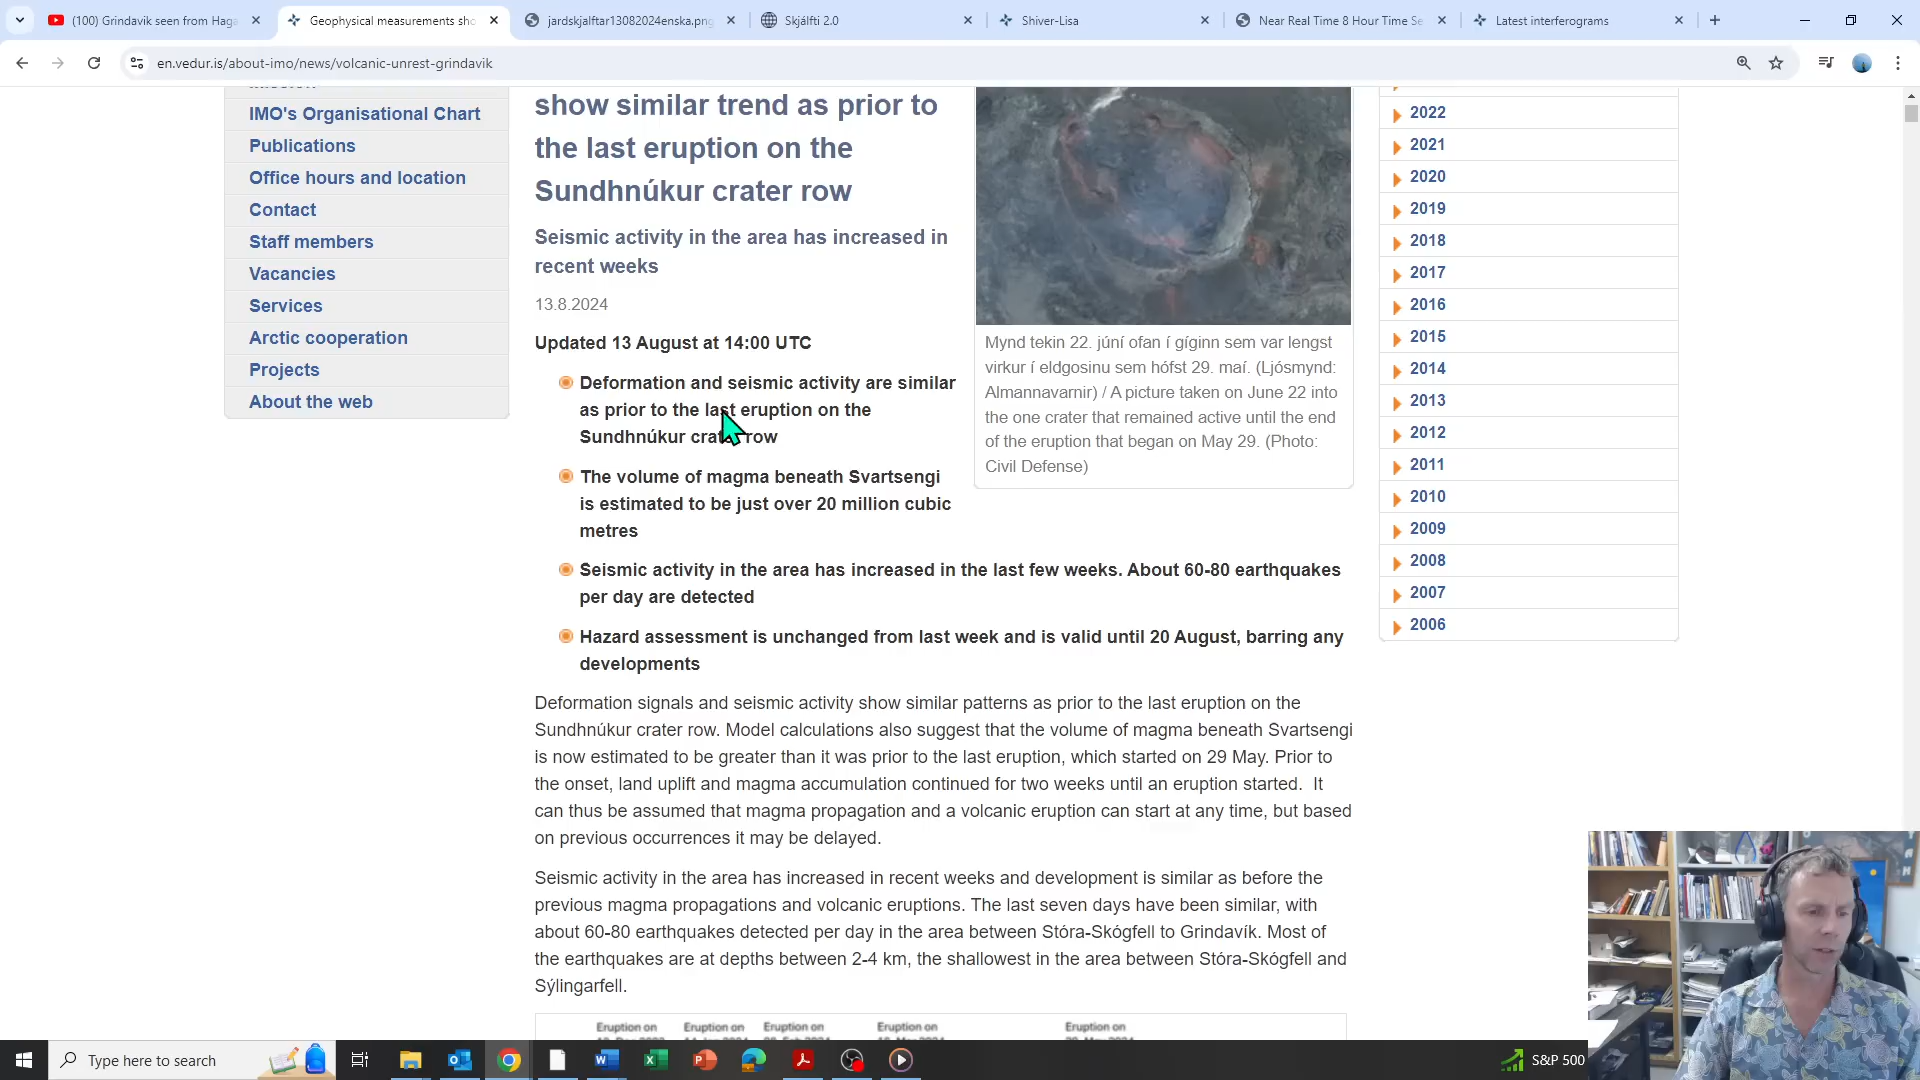 (100) Grindavik seen from Haga
Geophysical measurements sho
jardskjalftar13082024enska.png
Skjálfti 2.0
Shiver-Lisa
Near Real Time 8 Hour Time Se
Latest interferograms
en.vedur.is/about-imo/news/volcanic-unrest-grindavik
IMO's Organisational Chart
Publications
Office hours and location
Contact
Staff members
Vacancies
Services
Arctic cooperation
Projects
About the web
show similar trend as prior to
the last eruption on the
Sundhnúkur crater row
Seismic activity in the area has increased in
recent weeks
13.8.2024
Updated 13 August at 14:00 UTC
Deformation and seismic activity are similar
as prior to the last eruption on the
Sundhnúkur crater row
The volume of magma beneath Svartsengi
is estimated to be just over 20 million cubic
metres
Seismic activity in the area has increased in the last few weeks. About 60-80 earthquakes
per day are detected
Hazard assessment is unchanged from last week and is valid until 20 August, barring any
developments
Mynd tekin 22. júní ofan í gíginn sem var lengst
virkur í eldgosinu sem hófst 29. maí. (Ljósmynd:
Almannavarnir) / A picture taken on June 22 into
the one crater that remained active until the end
of the eruption that began on May 29. (Photo:
Civil Defense)
Deformation signals and seismic activity show similar patterns as prior to the last eruption on the
Sundhnúkur crater row. Model calculations also suggest that the volume of magma beneath Svartsengi
is now estimated to be greater than it was prior to the last eruption, which started on 29 May. Prior to
the onset, land uplift and magma accumulation continued for two weeks until an eruption started. It
can thus be assumed that magma propagation and a volcanic eruption can start at any time, but based
on previous occurrences it may be delayed.
Seismic activity in the area has increased in recent weeks and development is similar as before the
previous magma propagations and volcanic eruptions. The last seven days have been similar, with
about 60-80 earthquakes detected per day in the area between Stóra-Skógfell to Grindavík. Most of
the earthquakes are at depths between 2-4 km, the shallowest in the area between Stóra-Skógfell and
Sýlingarfell.
Eruption on
Eruption on
Eruption on
Eruption on
Eruption on
2022
2021
2020
2019
2018
2017
2016
2015
2014
2013
2012
2011
2010
2009
2008
2007
2006
Type here to search
S&P 500